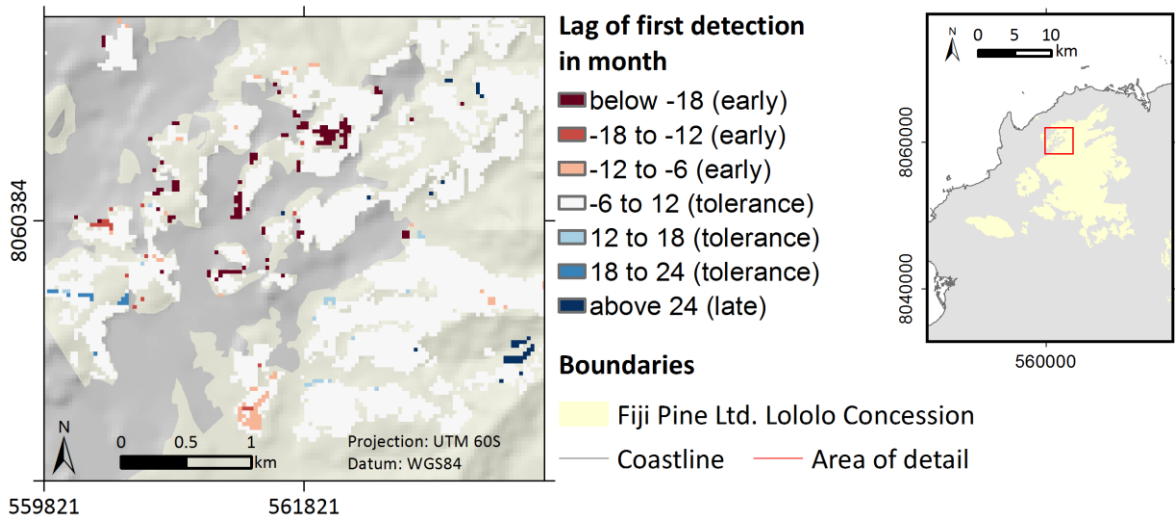 8060384
559821
561821
N
0 0.5 1
km
Projection: UTM 60S
Datum: WGS84
Lag of first detection
in month
below -18 (early)
-18 to -12 (early)
-12 to -6 (early)
-6 to 12 (tolerance)
12 to 18 (tolerance)
18 to 24 (tolerance)
above 24 (late)
Boundaries
Fiji Pine Ltd. Lololo Concession
Coastline
Area of detail
N
0 5 10
km
8060000
8040000
560000